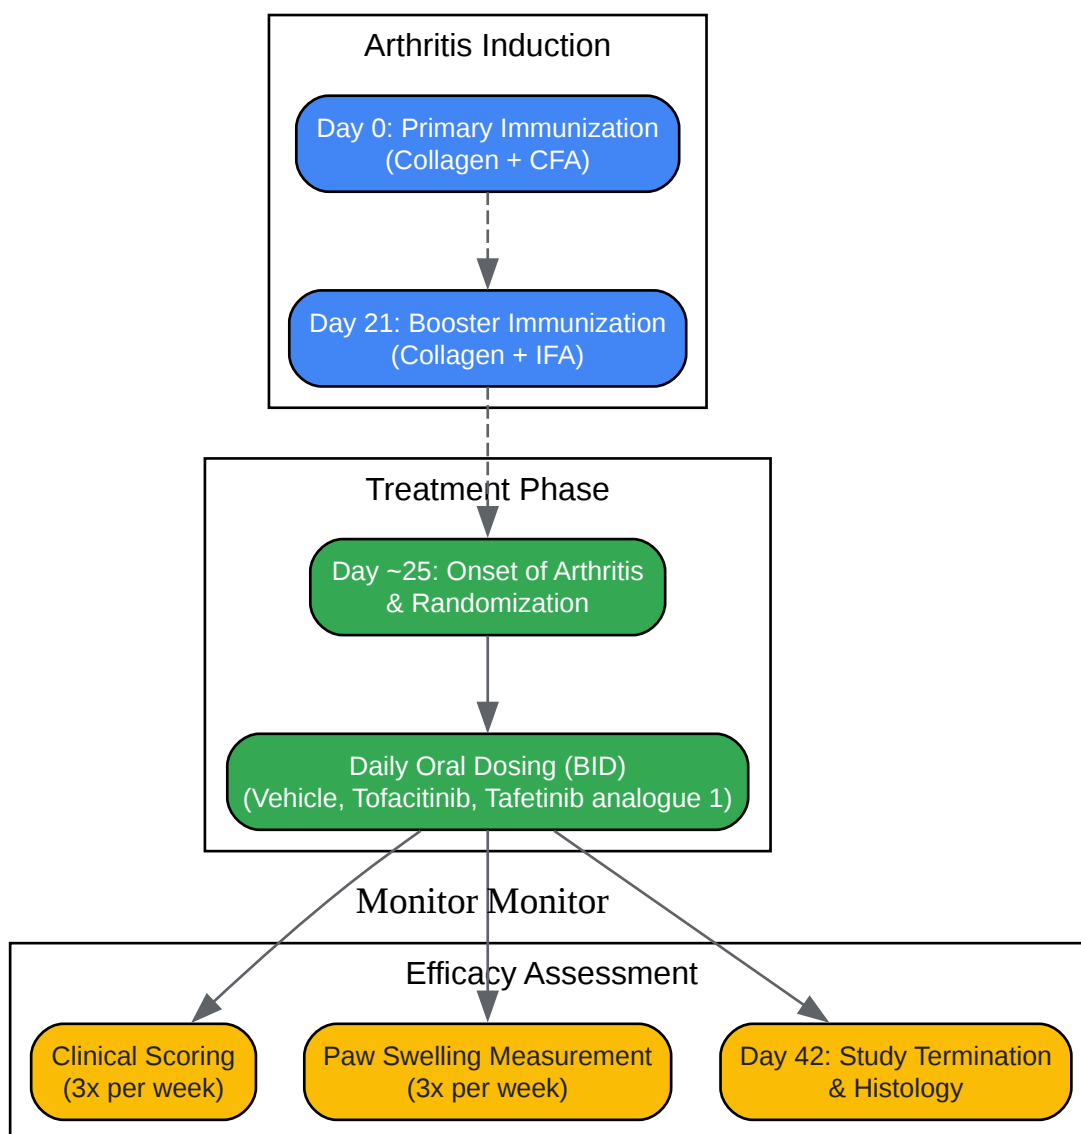 Arthritis Induction
Day 0: Primary Immunization
(Collagen + CFA)
Day 21: Booster Immunization
(Collagen + IFA)
Treatment Phase
Day ~25: Onset of Arthritis
& Randomization
Daily Oral Dosing (BID)
(Vehicle, Tofacitinib, Tafetinib analogue 1)
Monitor Monitor
Efficacy Assessment
Clinical Scoring
(3x per week)
Paw Swelling Measurement
(3x per week)
Day 42: Study Termination
& Histology